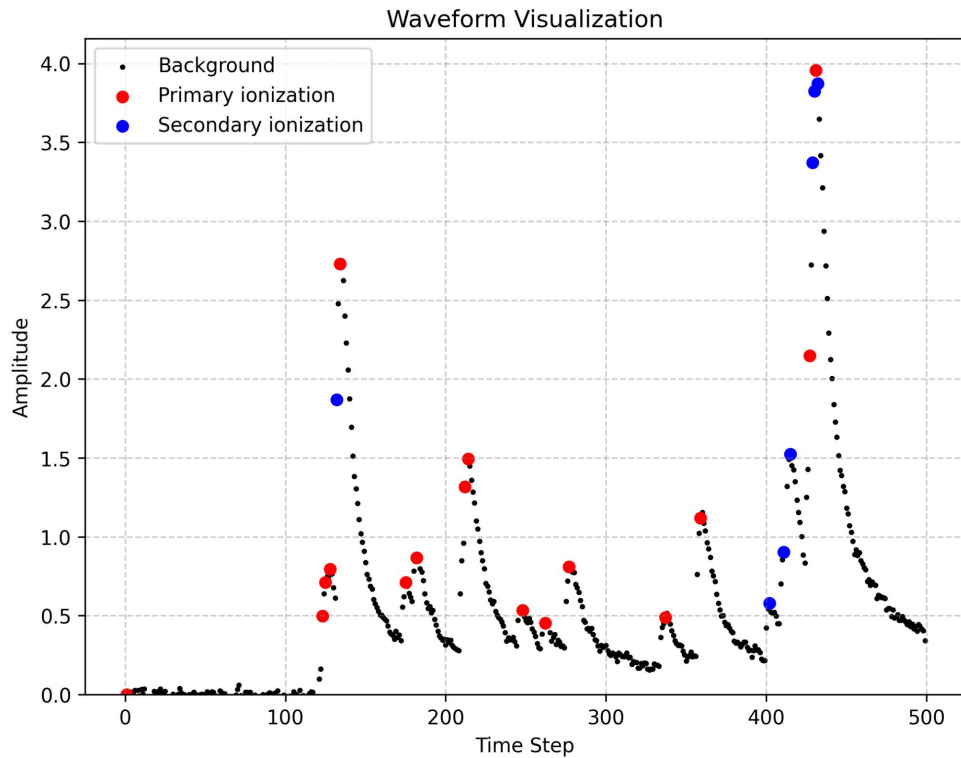 Waveform Visualization
Background
Primary ionization
Secondary ionization
4.0
3.5
3.0
2.5
2.0
1.5
1.0
0.5
0.0
Amplitude
0
100
200
300
400
500
Time Step